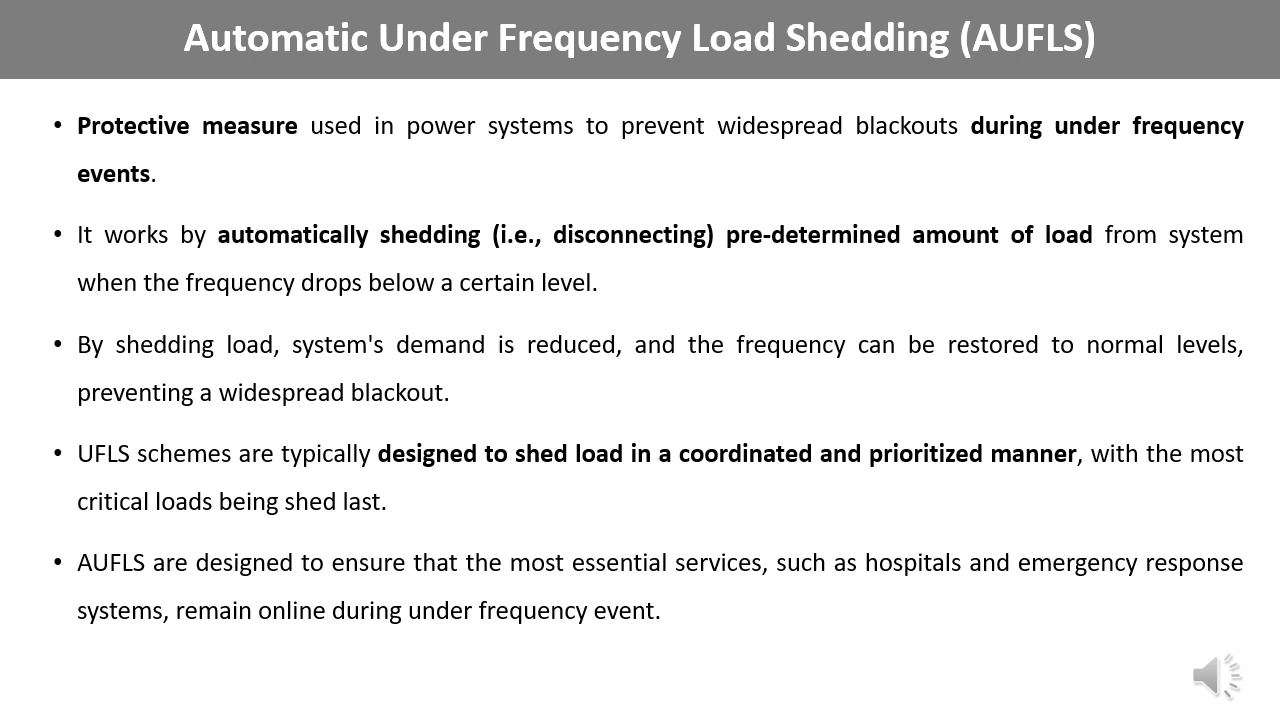 Automatic Under Frequency Load Shedding (AUFLS)
• Protective measure used in power systems to prevent widespread blackouts during under frequency
events.
• It works by automatically shedding (i.e., disconnecting) pre-determined amount of load from system
when the frequency drops below a certain level.
• By shedding load, system's demand is reduced, and the frequency can be restored to normal levels,
preventing a widespread blackout.
• UFLS schemes are typically designed to shed load in a coordinated and prioritized manner, with the most
critical loads being shed last.
• AUFLS are designed to ensure that the most essential services, such as hospitals and emergency response
systems, remain online during under frequency event.